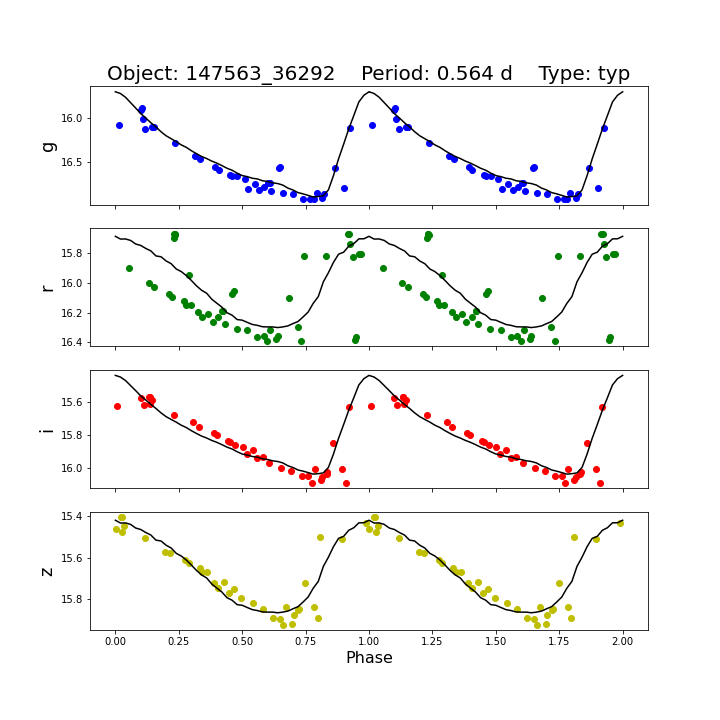 Object: 147563_36292    Period: 0.564 d    Type: typ
g
16.0
16.5
r
15.8
16.0
16.2
16.4
i
15.6
15.8
16.0
z
15.4
15.6
15.8
0.00 0.25 0.50 0.75 1.00 1.25 1.50 1.75 2.00
Phase